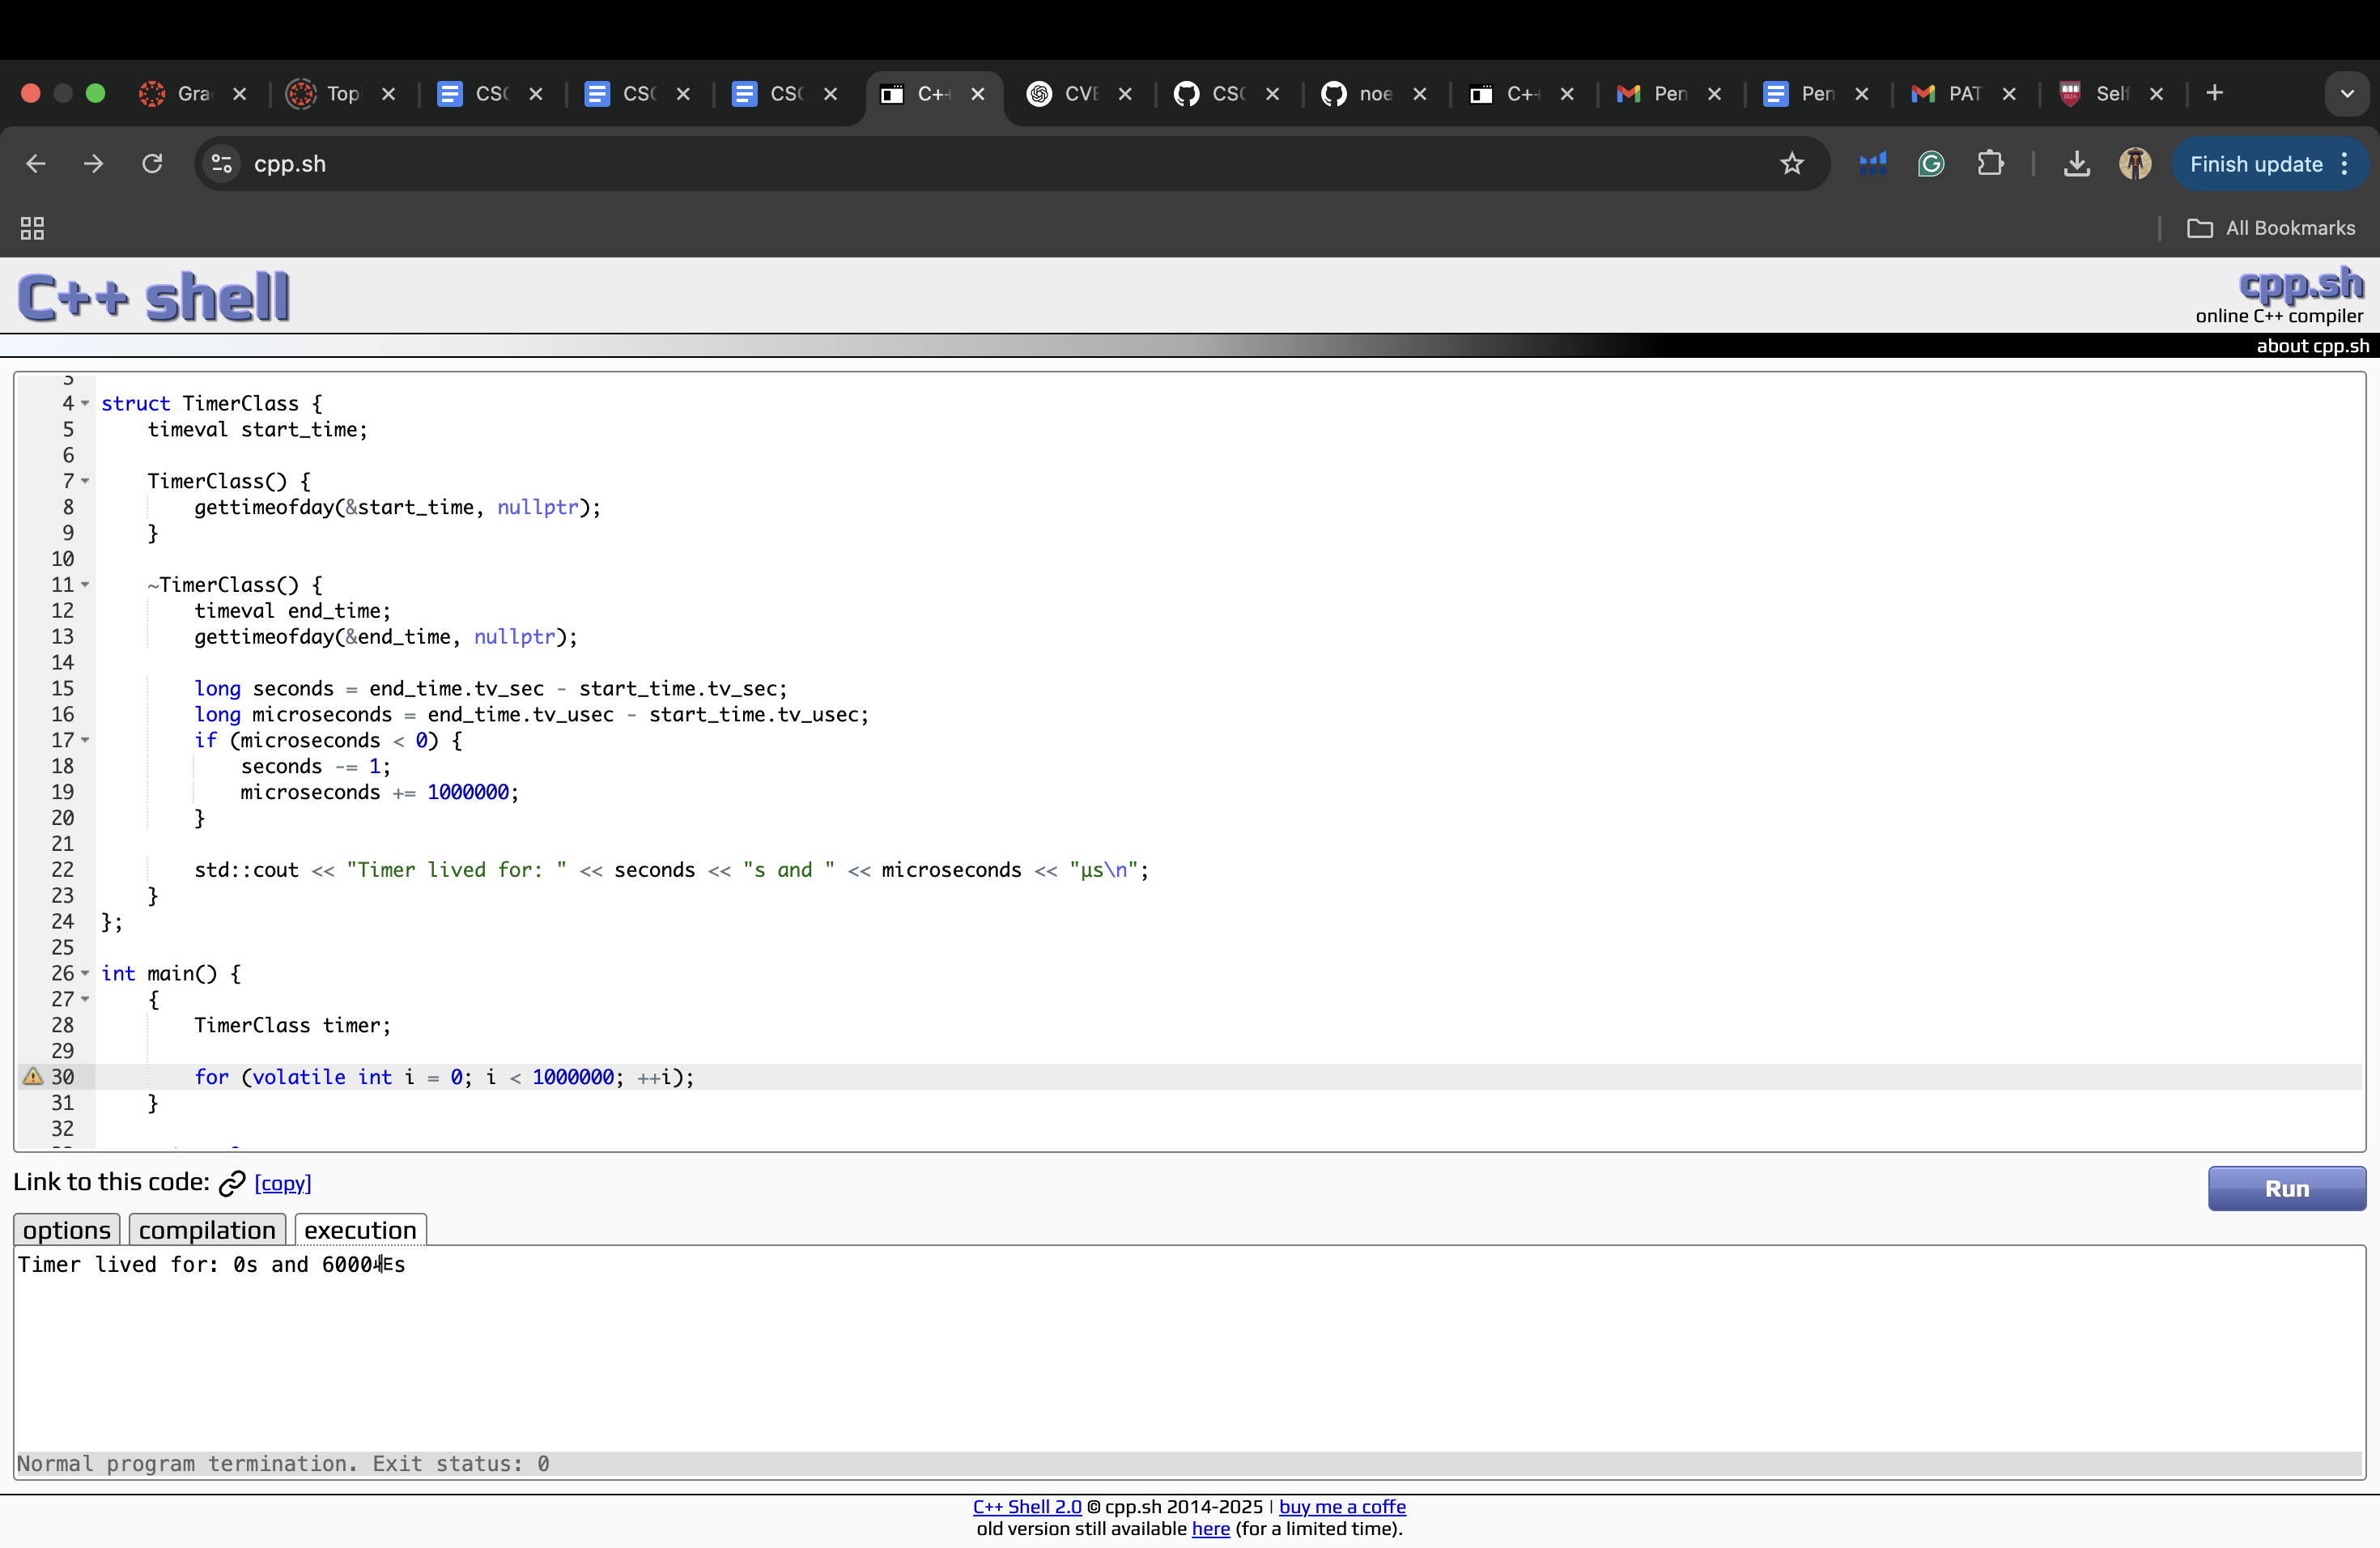 Gra
Top
CSC
CSC
CSC
C++
CVE
CSC
noe
C++
Pen
Pen
PAT
Self
cpp.sh
Finish update
All Bookmarks
C++ shell
cpp.sh
online C++ compiler
about cpp.sh
3
4 struct TimerClass {
5     timeval start_time;
6
7     TimerClass() {
8         gettimeofday(&start_time, nullptr);
9     }
10
11     ~TimerClass() {
12         timeval end_time;
13         gettimeofday(&end_time, nullptr);
14
15         long seconds = end_time.tv_sec - start_time.tv_sec;
16         long microseconds = end_time.tv_usec - start_time.tv_usec;
17         if (microseconds < 0) {
18             seconds -= 1;
19             microseconds += 1000000;
20         }
21
22         std::cout << "Timer lived for: " << seconds << "s and " << microseconds << "µs\n";
23     }
24 };
25
26 int main() {
27     {
28         TimerClass timer;
29
30         for (volatile int i = 0; i < 1000000; ++i);
31     }
32
Link to this code: [copy]
Run
options compilation execution
Timer lived for: 0s and 6000s
Normal program termination. Exit status: 0
C++ Shell 2.0 © cpp.sh 2014-2025 | buy me a coffe
old version still available here (for a limited time).